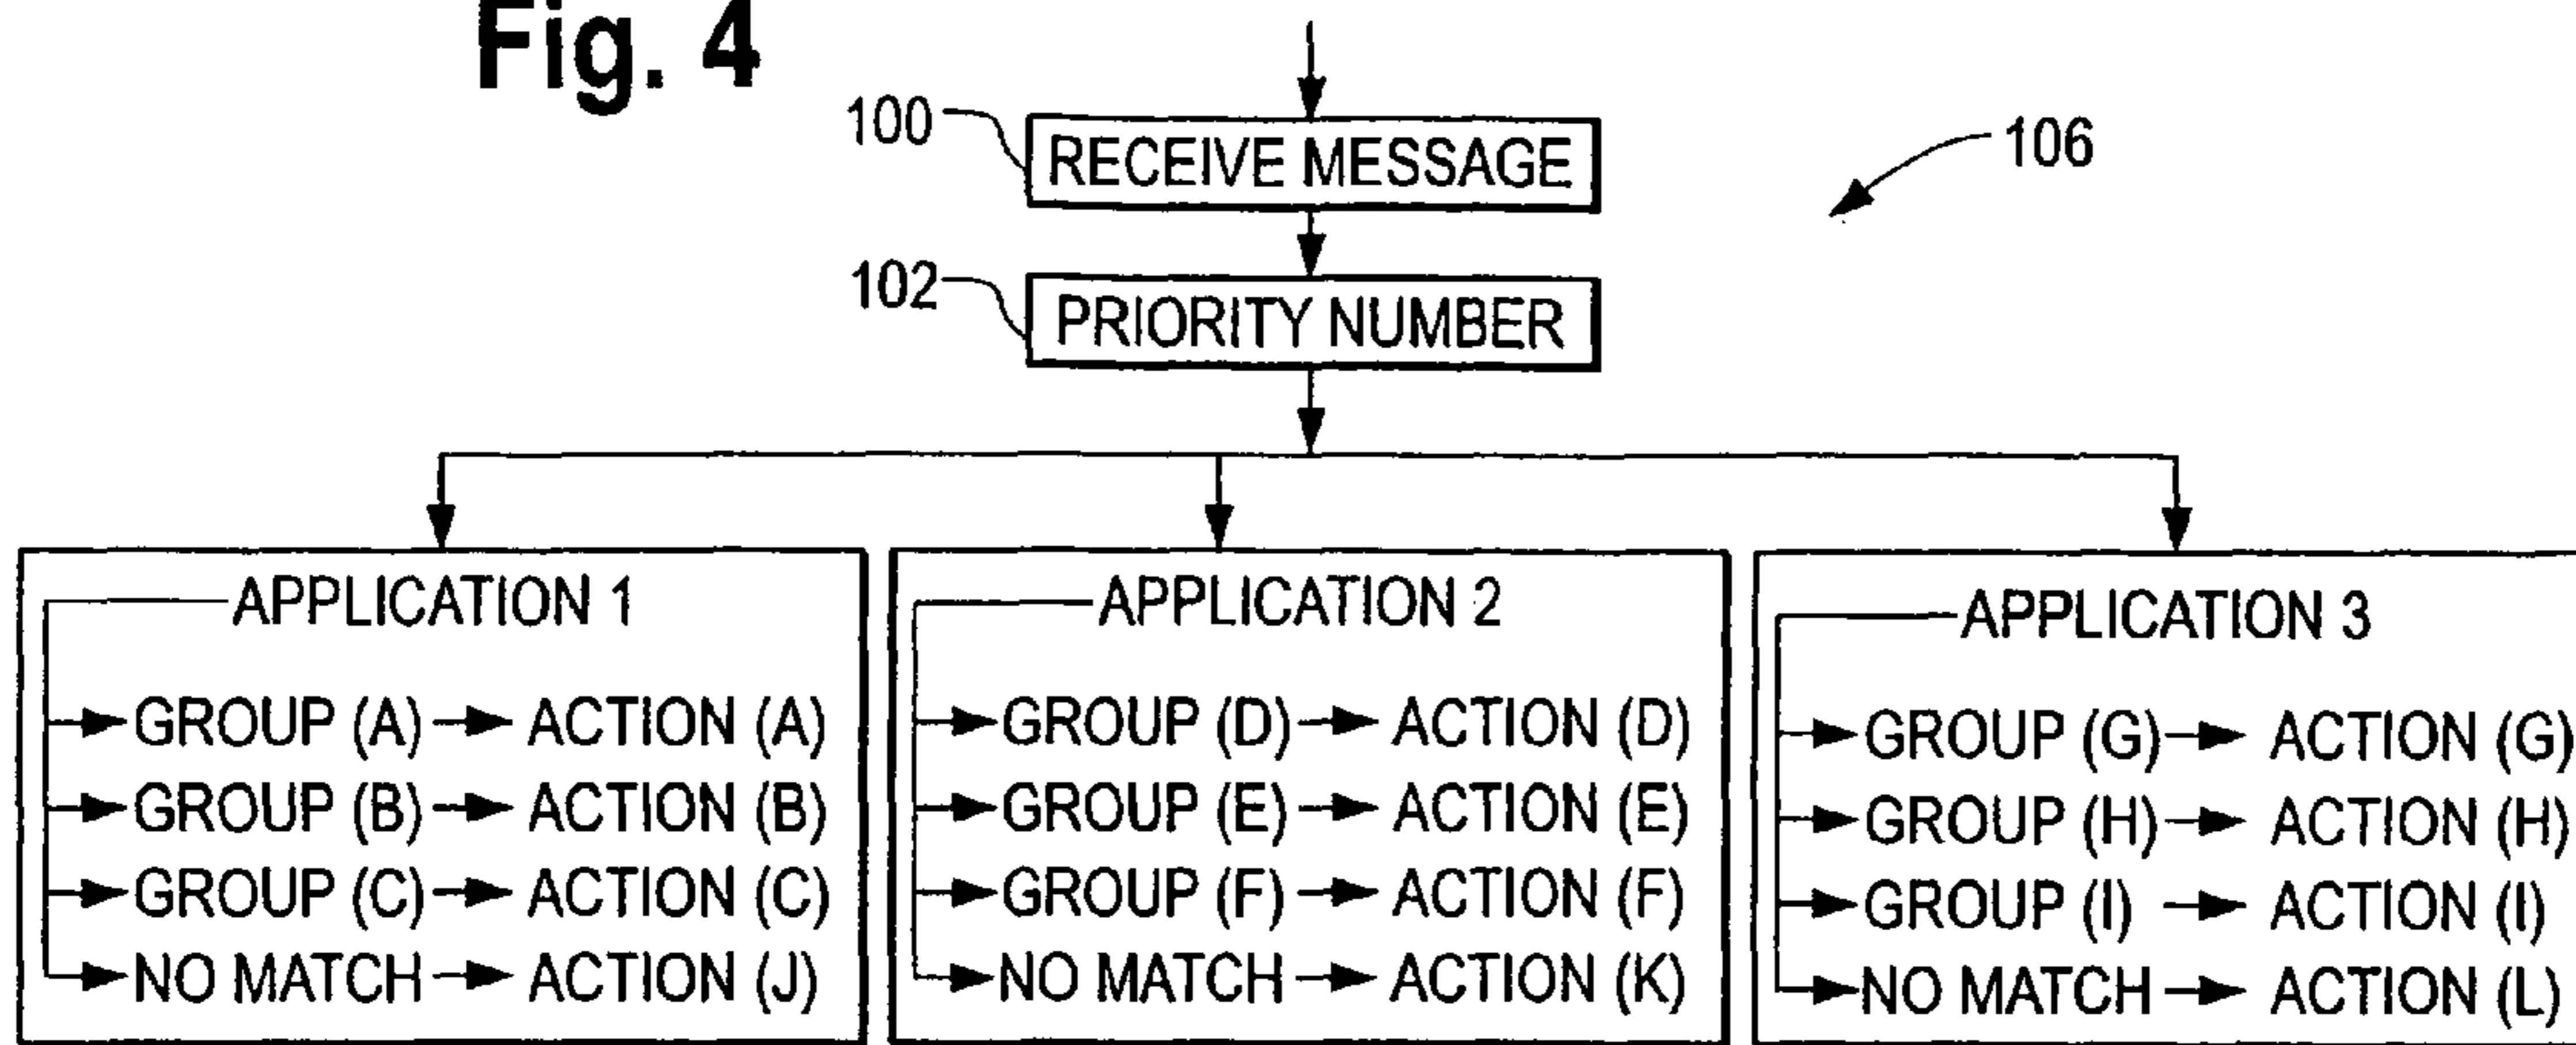 Fig. 4
100
RECEIVE MESSAGE
106
102
PRIORITY NUMBER
APPLICATION 1
GROUP (A) ACTION (A)
GROUP (B) ACTION (B)
GROUP (C) ACTION (C)
NO MATCH ACTION (J)
APPLICATION 2
GROUP (D) ACTION (D)
GROUP (E) ACTION (E)
GROUP (F) ACTION (F)
NO MATCH ACTION (K)
APPLICATION 3
GROUP (G) ACTION (G)
GROUP (H) ACTION (H)
GROUP (I) ACTION (I)
NO MATCH ACTION (L)